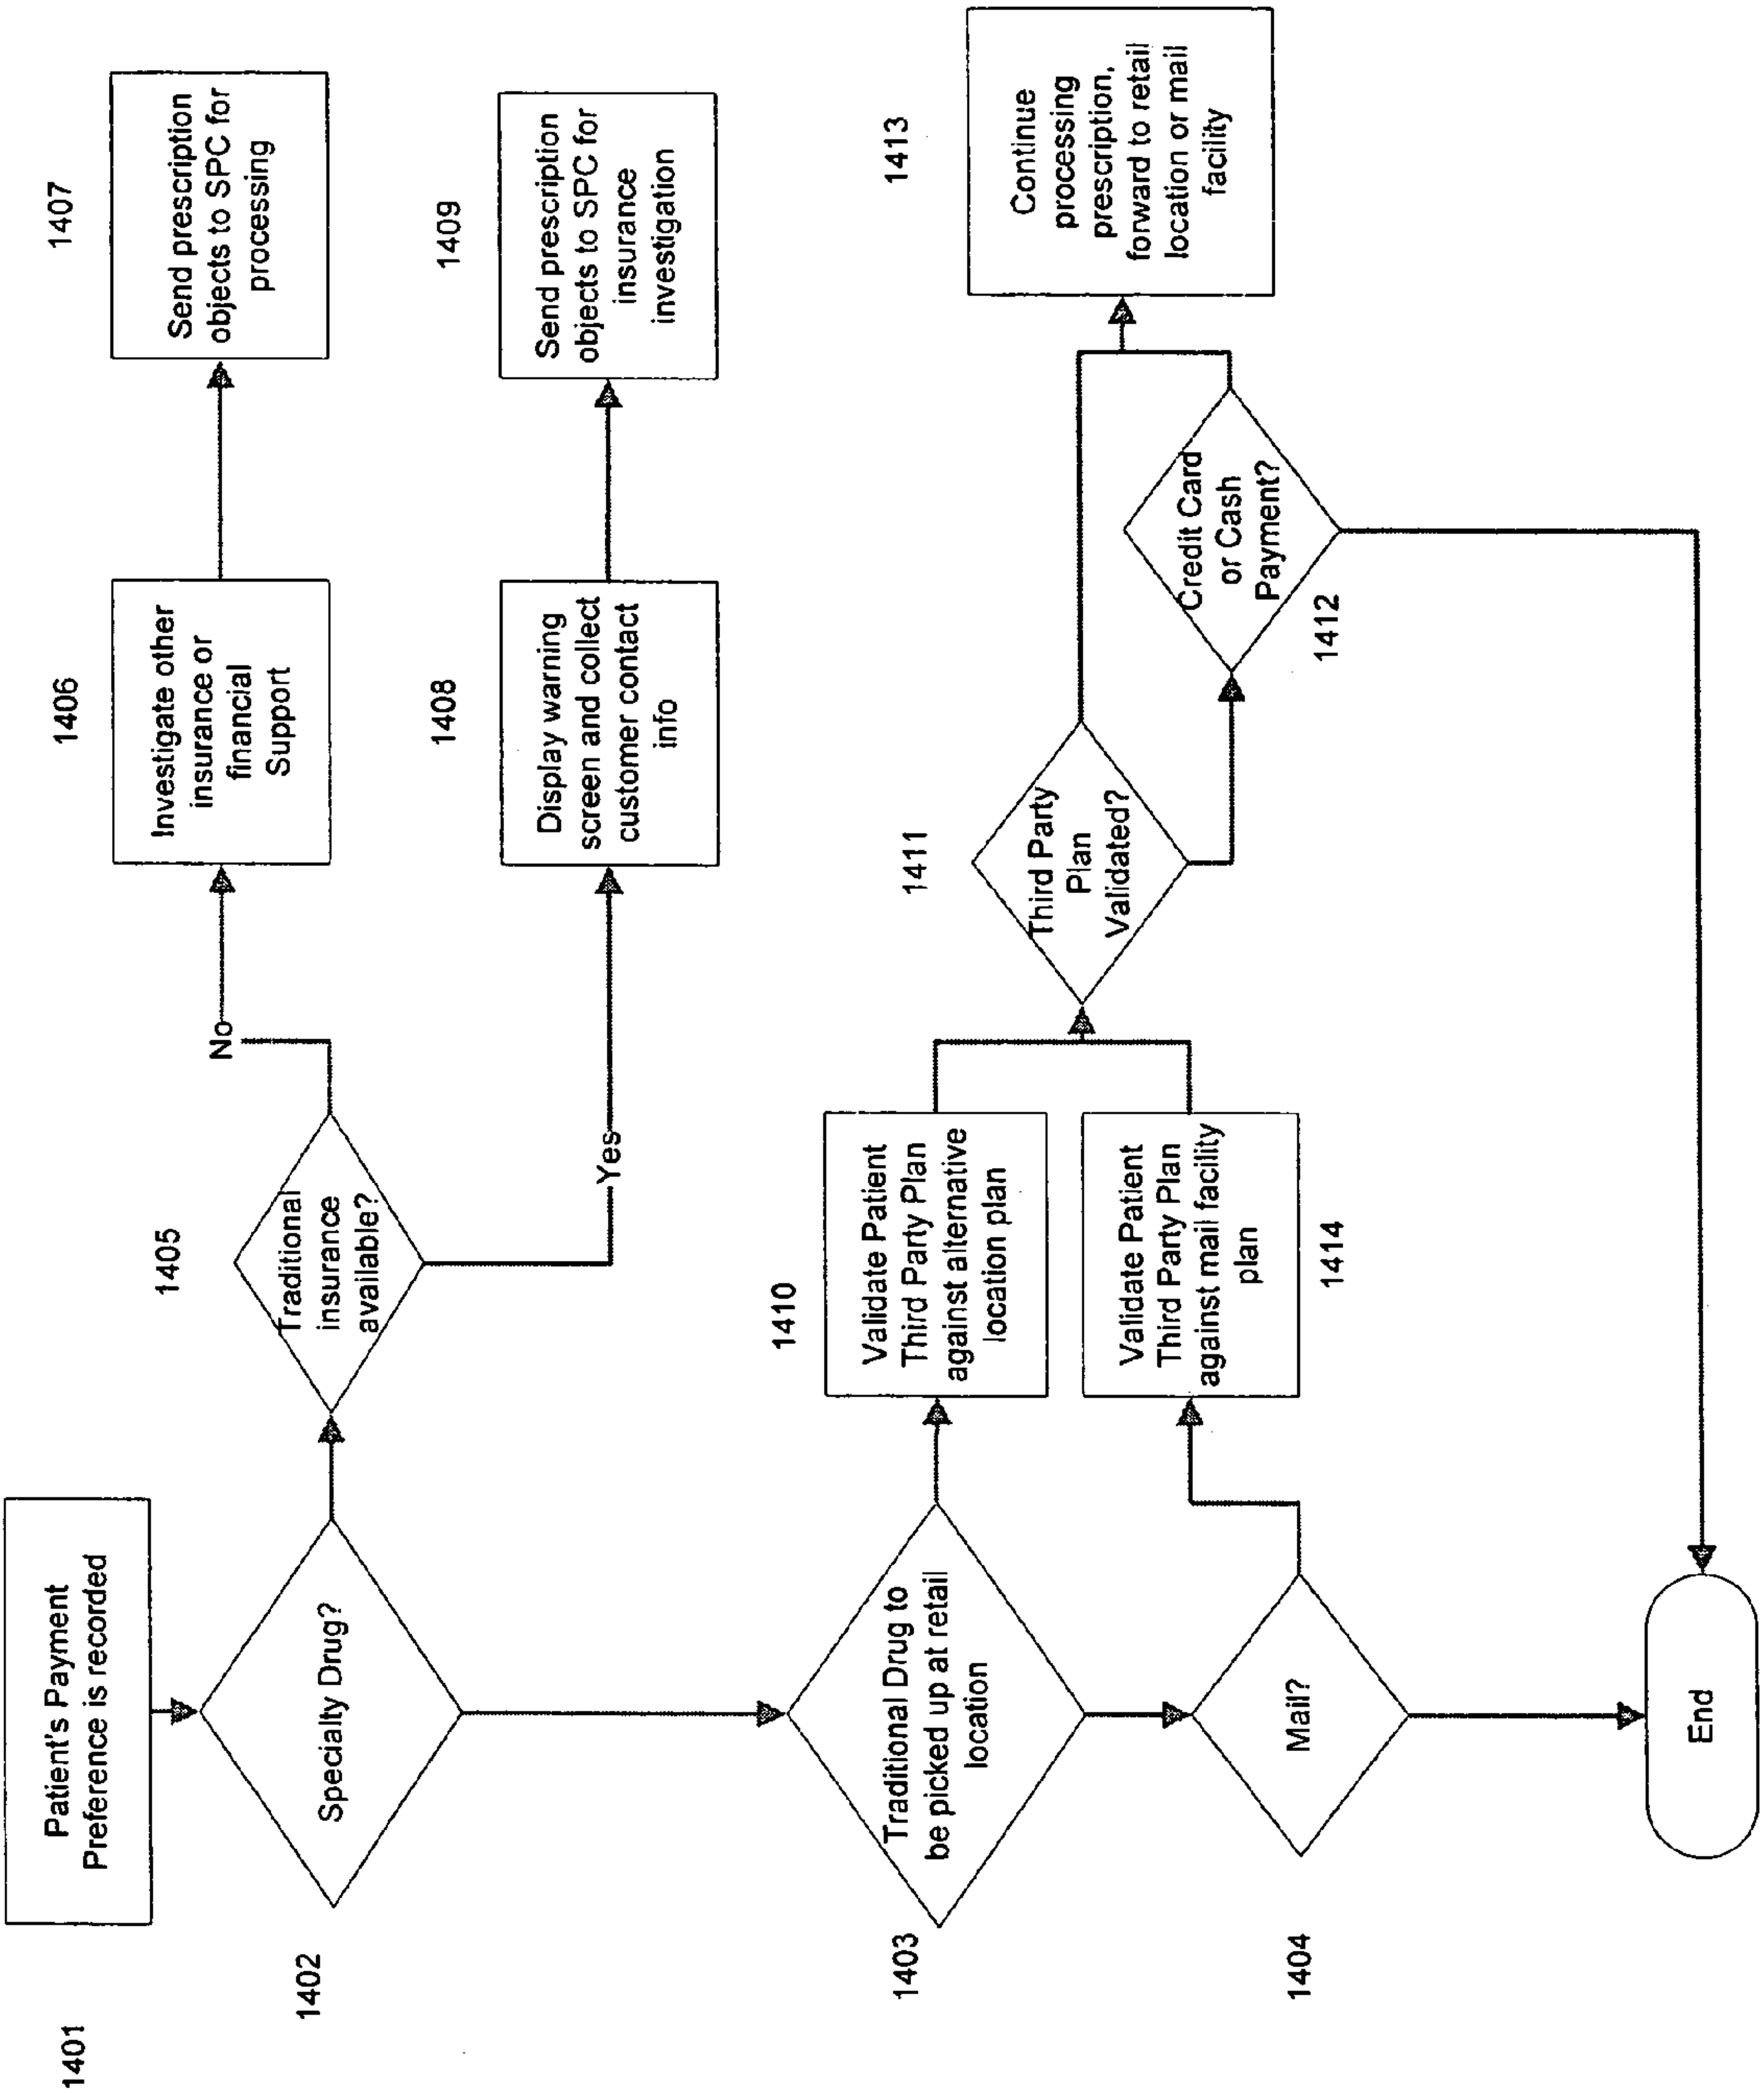 1401
Patient's Payment
Preference is recorded
1402
Specialty Drug?
1405
Traditional
insurance
available?
No
Yes
1406
Investigate other
insurance or
financial
Support
1407
Send prescription
objects to SPC for
processing
1408
Display warning
screen and collect
customer contact
info
1409
Send prescription
objects to SPC for
insurance
investigation
1403
Traditional Drug to
be picked up at retail
location
1410
Validate Patient
Third Party Plan
against alternative
location plan
1404
Mail?
Validate Patient
Third Party Plan
against mail facility
plan
1414
1411
Third Party
Plan
Validated?
Credit Card
or Cash
Payment?
1412
1413
Continue
processing
prescription,
forward to retail
location or mail
facility
End